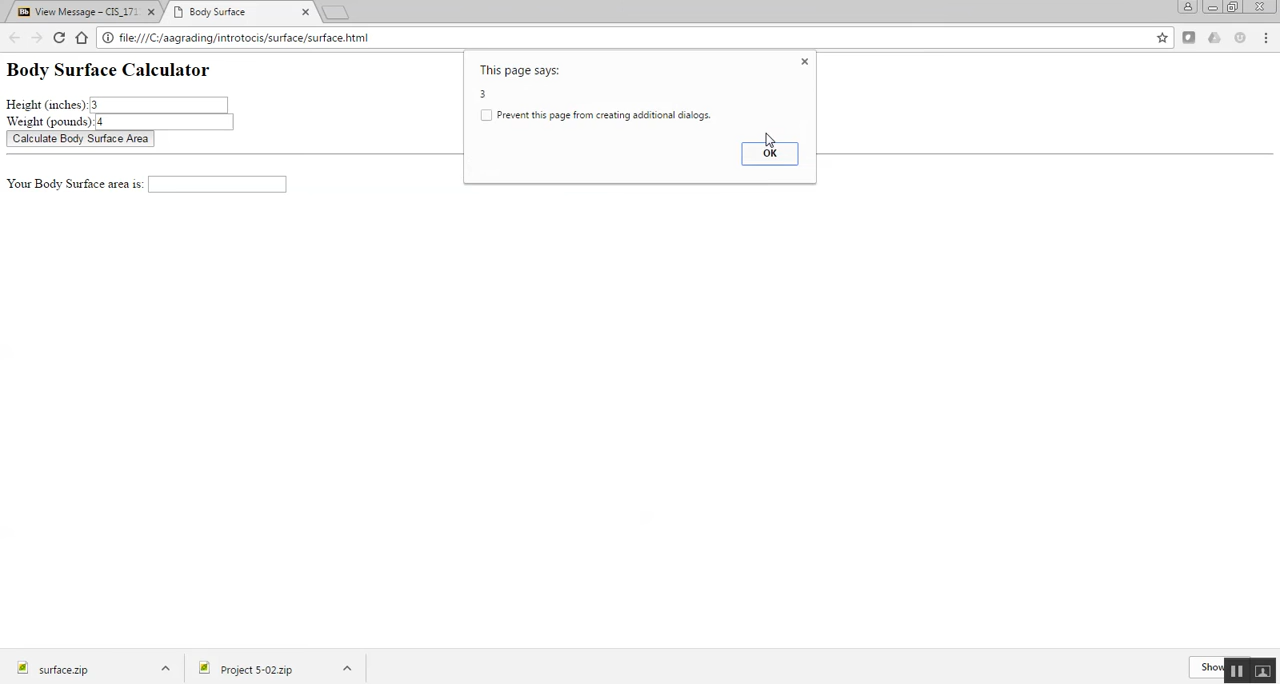 View Message – CIS_171
Body Surface
file:///C:/aagrading/introtocis/surface/surface.html
Body Surface Calculator
Height (inches): 3
Weight (pounds): 4
Calculate Body Surface Area
Your Body Surface area is:
This page says:
3
Prevent this page from creating additional dialogs.
OK
surface.zip
Project 5-02.zip
Show